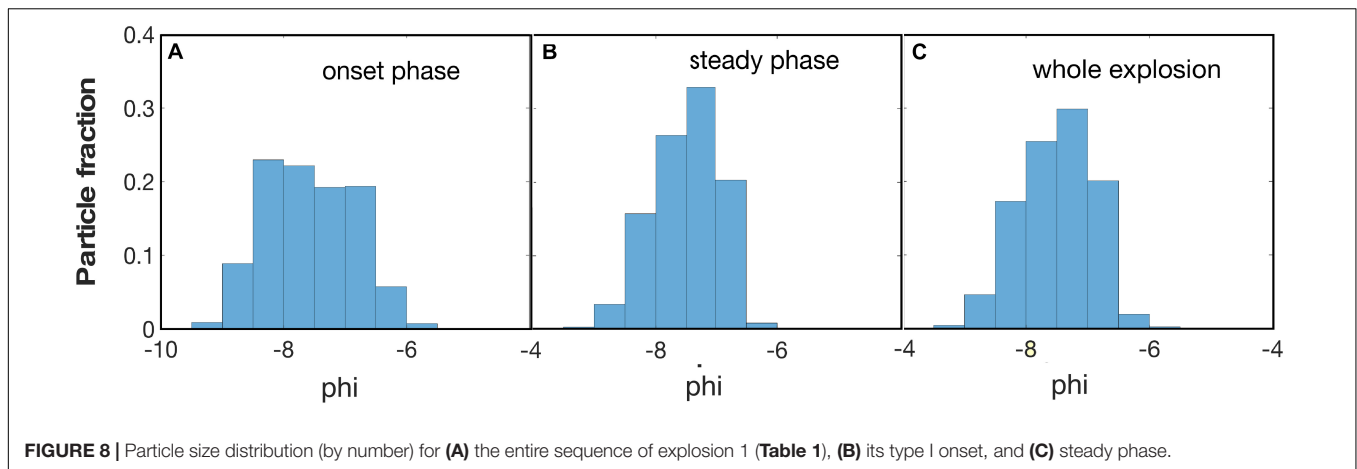 A
onset phase
B
steady phase
C
whole explosion
Particle fraction
0.4
0.3
0.2
0.1
0
-10
-8
-6
-4
-8
-6
-4
-8
-6
-4
phi
phi
phi
FIGURE 8 | Particle size distribution (by number) for (A) the entire sequence of explosion 1 (Table 1), (B) its type I onset, and (C) steady phase.